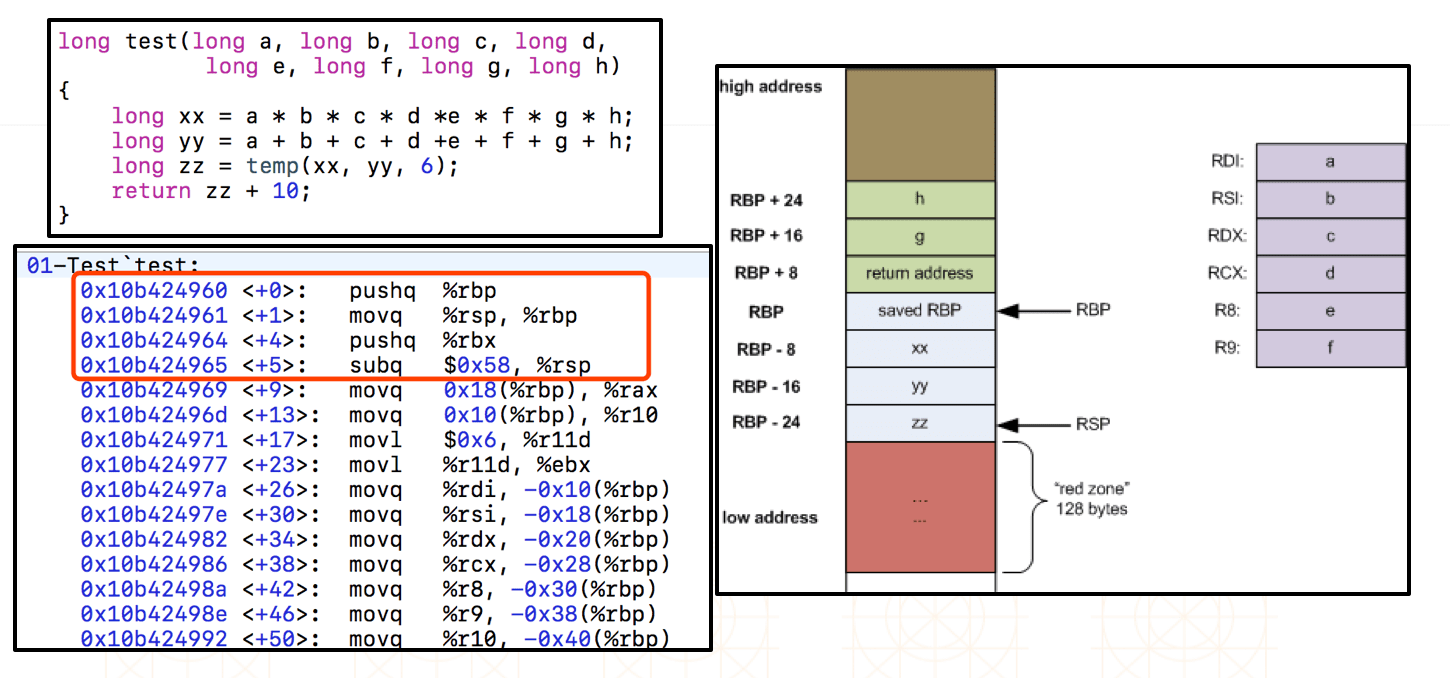 long test(long a, long b, long c, long d,
long e, long f, long g, long h)
{
long xx = a * b * c * d *e * f * g * h;
long yy = a + b + c + d +e + f + g + h;
long zz = temp(xx, yy, 6);
return zz + 10;
}
01-Test`test:
0x10b424960 <+0>: pushq %rbp
0x10b424961 <+1>: movq %rsp, %rbp
0x10b424964 <+4>: pushq %rbx
0x10b424965 <+5>: subq $0x58, %rsp
0x10b424969 <+9>: movq 0x18(%rbp), %rax
0x10b42496d <+13>: movq 0x10(%rbp), %r10
0x10b424971 <+17>: movl $0x6, %r11d
0x10b424977 <+23>: movl %r11d, %ebx
0x10b42497a <+26>: movq %rdi, -0x10(%rbp)
0x10b42497e <+30>: movq %rsi, -0x18(%rbp)
0x10b424982 <+34>: movq %rdx, -0x20(%rbp)
0x10b424986 <+38>: movq %rcx, -0x28(%rbp)
0x10b42498a <+42>: movq %r8, -0x30(%rbp)
0x10b42498e <+46>: movq %r9, -0x38(%rbp)
0x10b424992 <+50>: movq %r10, -0x40(%rbp)
high address
RBP + 24 h
RBP + 16 g
RBP + 8 return address
RBP saved RBP RBP
RBP - 8 xx
RBP - 16 yy
RBP - 24 zz RSP
...
...
"red zone"
128 bytes
low address
RDI: a
RSI: b
RDX: c
RCX: d
R8: e
R9: f